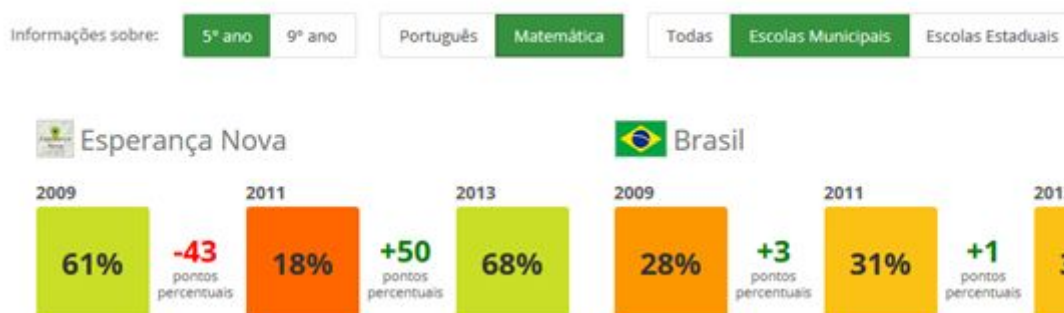 Informações sobre: 5º ano 9º ano Português Matemática Todas Escolas Municipais Escolas Estaduais
Esperança Nova
Brasil
2009 2011 2013
2009 2011
61% -43 pontos percentuais 18% +50 pontos percentuais 68%
28% +3 pontos percentuais 31% +1 pontos percentuais